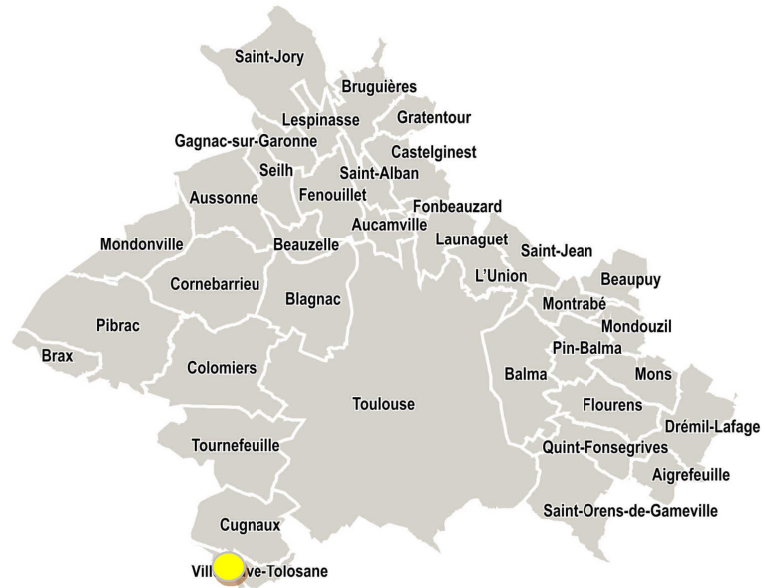 Saint-Jory
Bruguières
Lespinasse
Gratentour
Gagnac-sur-Garonne
Castelginest
Seilh
Saint-Alban
Aussonne
Fenouillet
Fonbeauzard
Aucamville
Launaguet
Mondonville
Beauzelle
Saint-Jean
L'Union
Beaupuy
Cornebarrieu
Blagnac
Montrabé
Pibrac
Mondouzil
Pin-Balma
Brax
Colomiers
Balma
Mons
Toulouse
Flourens
Drémil-Lafage
Tournefeuille
Quint-Fonsegrives
Aigrefeuille
Saint-Orens-de-Gameville
Cugnaux